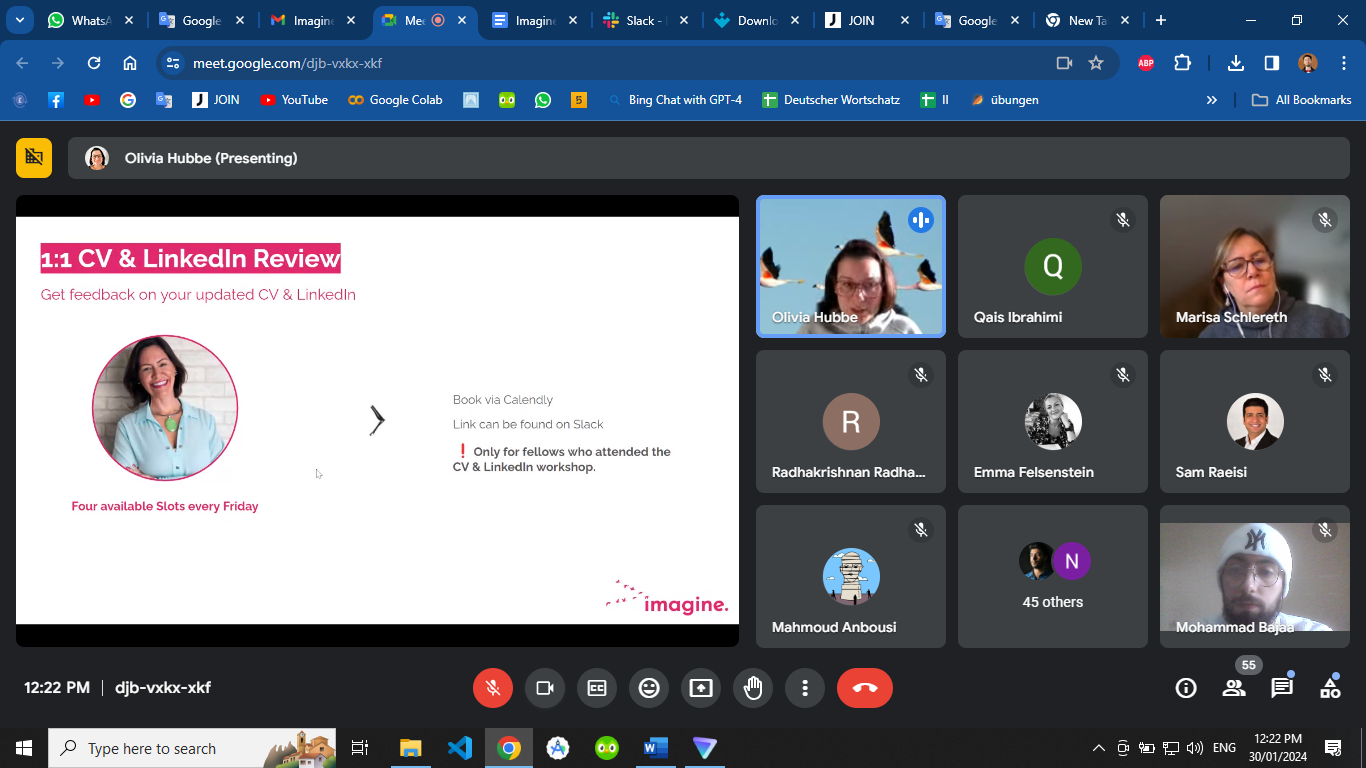 WhatsA
Google
Imagine
Mee
Imagine
Slack -
Downlo
JOIN
Google
New Ta
meet.google.com/djb-vxkx-xkf
ABP
JOIN
YouTube
Google Colab
5
Bing Chat with GPT-4
Deutscher Wortschatz
II
übungen
»
All Bookmarks
Olivia Hubbe (Presenting)
1:1 CV & LinkedIn Review
Get feedback on your updated CV & LinkedIn
Book via Calendly
Link can be found on Slack
❗ Only for fellows who attended the
CV & LinkedIn workshop.
Four available Slots every Friday
imagine.
Olivia Hubbe
Q
Qais Ibrahimi
Marisa Schlereth
R
Radhakrishnan Radha...
Emma Felsenstein
Sam Raeisi
Mahmoud Anbousi
N
45 others
Mohammad Bajaa
12:22 PM | djb-vxkx-xkf
55
Type here to search
ENG
12:22 PM
30/01/2024